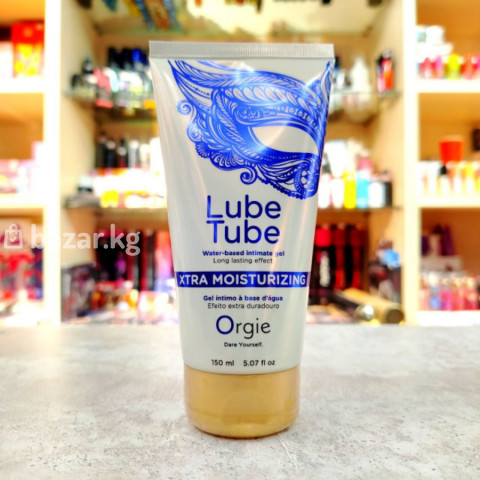 Lube
Tube
Water-based intimate gel
Long lasting effect
XTRA MOISTURIZING
Gel íntimo à base d'água
Efeito extra duradouro
Orgie
Dare Yourself.
150 ml 5.07 fl oz
bazar.kg